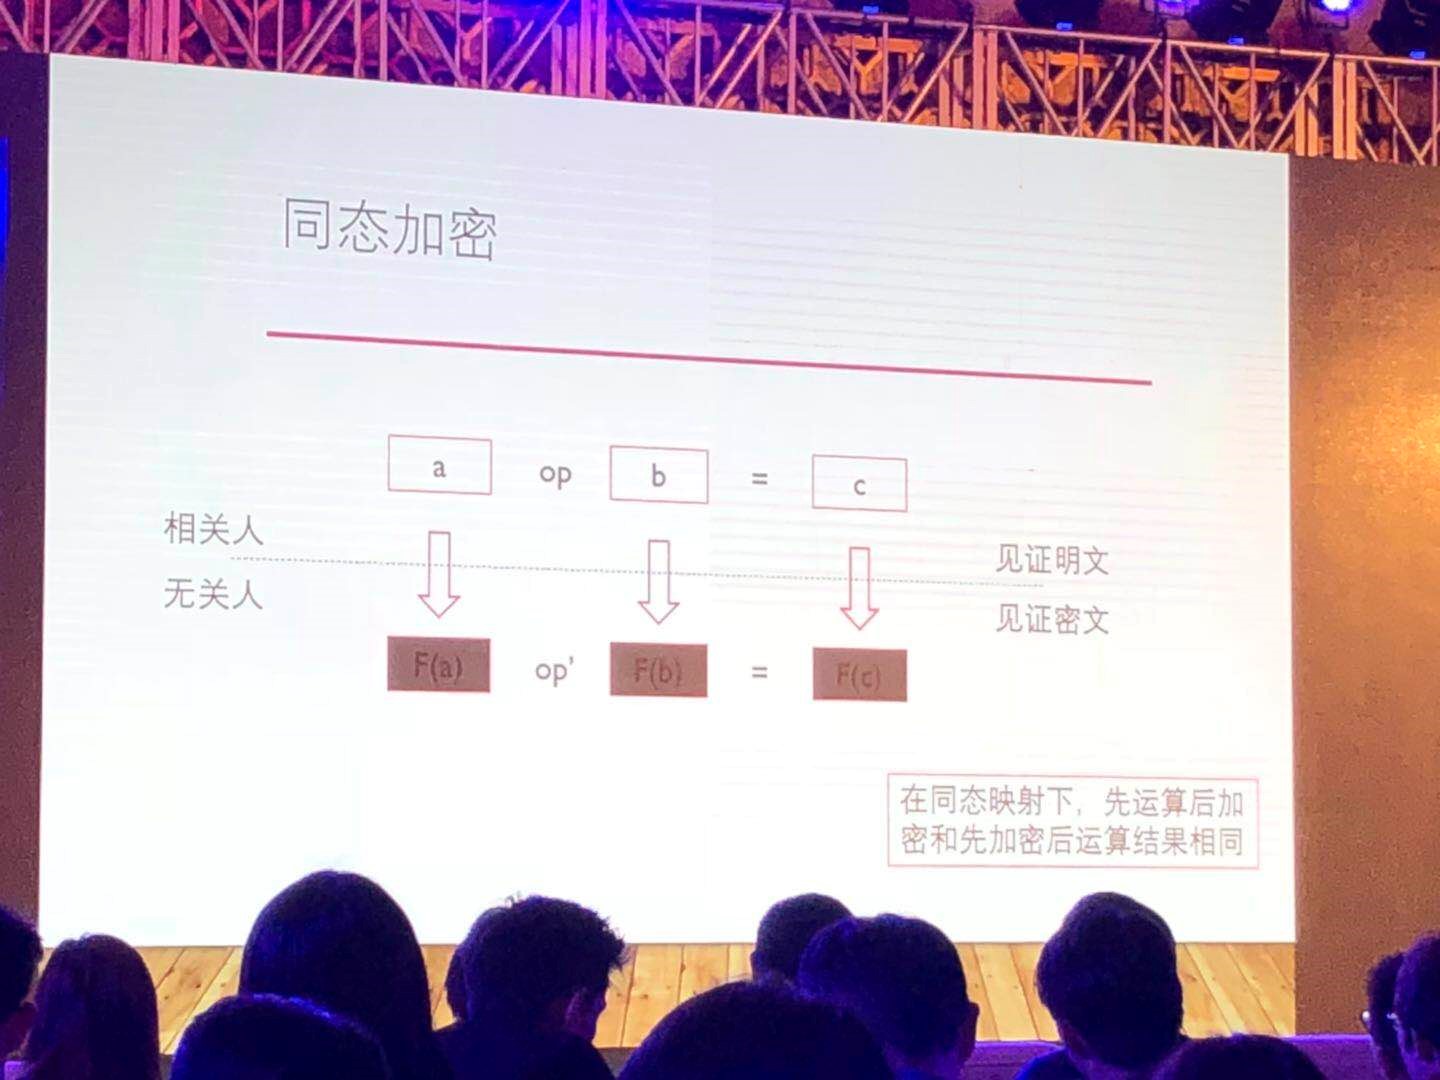 同态加密
a op b = c
相关人
见证明文
无关人
见证密文
F(a) op' F(b) = F(c)
在同态映射下，先运算后加
密和先加密后运算结果相同